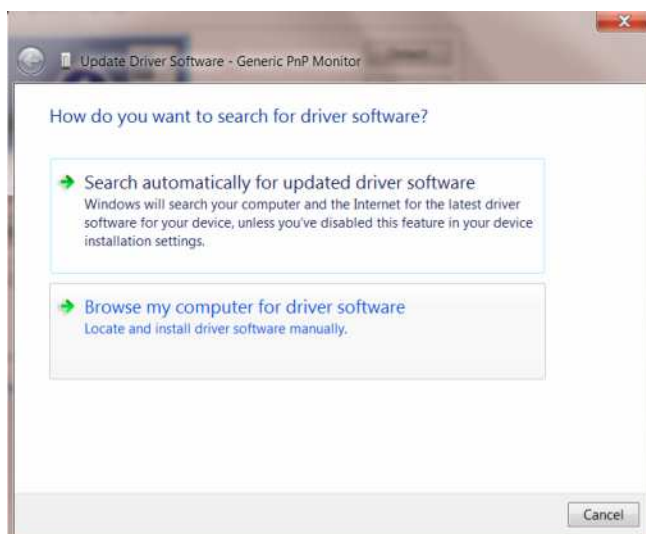 Update Driver Software - Generic PnP Monitor
How do you want to search for driver software?
Search automatically for updated driver software
Windows will search your computer and the Internet for the latest driver
software for your device, unless you've disabled this feature in your device
installation settings.
Browse my computer for driver software
Locate and install driver software manually.
Cancel